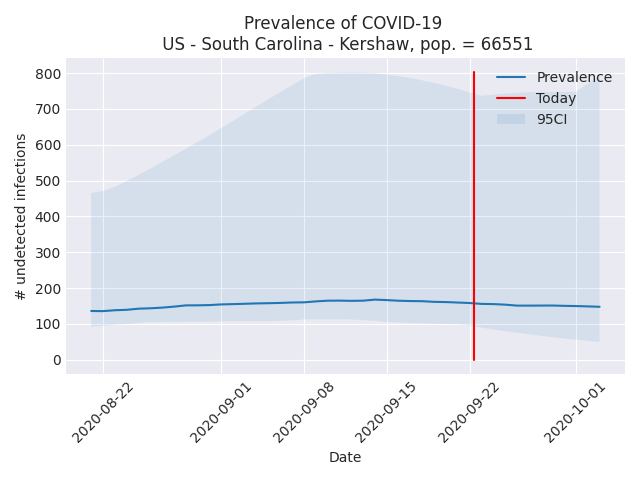 Prevalence of COVID-19
US - South Carolina - Kershaw, pop. = 66551
800
700
600
500
400
300
200
100
0
# undetected infections
Prevalence
Today
95CI
2020-08-22
2020-09-01
2020-09-08
2020-09-15
2020-09-22
2020-10-01
Date